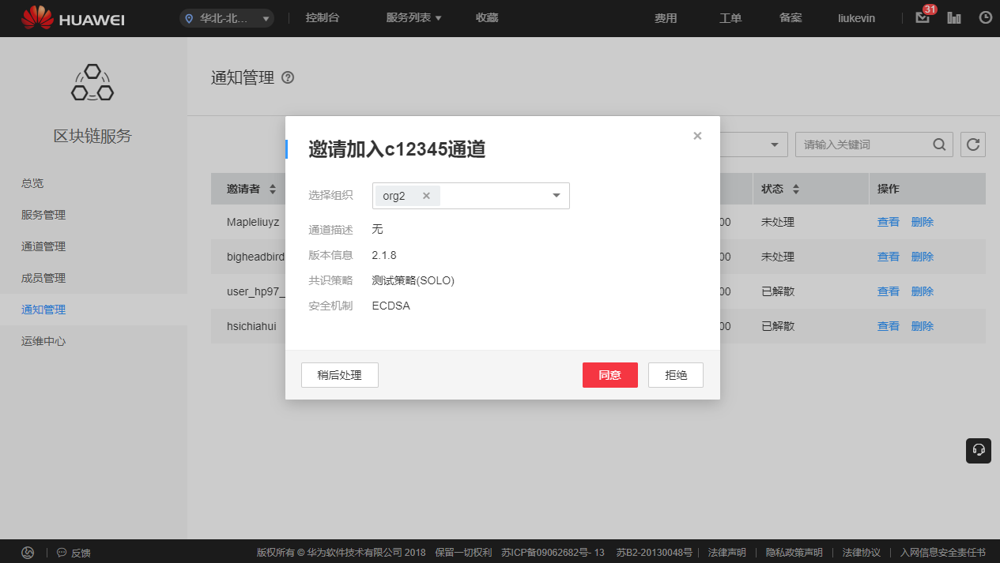 HUAWEI 华北-北... 控制台 服务列表 收藏 费用 工单 备案 liukevin 31
区块链服务
总览
服务管理
通道管理
成员管理
通知管理
运维中心
通知管理 ?
请输入关键词
邀请者 状态 操作
Mapleliuyz 00 未处理 查看 删除
bigheadbird 00 未处理 查看 删除
user_hp97_ 00 已解散 查看 删除
hsichiahui 00 已解散 查看 删除
邀请加入c12345通道
选择组织 org2
通道描述 无
版本信息 2.1.8
共识策略 测试策略(SOLO)
安全机制 ECDSA
稍后处理 同意 拒绝
反馈 版权所有 © 华为软件技术有限公司 2018 保留一切权利 苏ICP备09062682号- 13 苏B2-20130048号 法律声明 隐私政策声明 法律协议 入网信息安全责任书